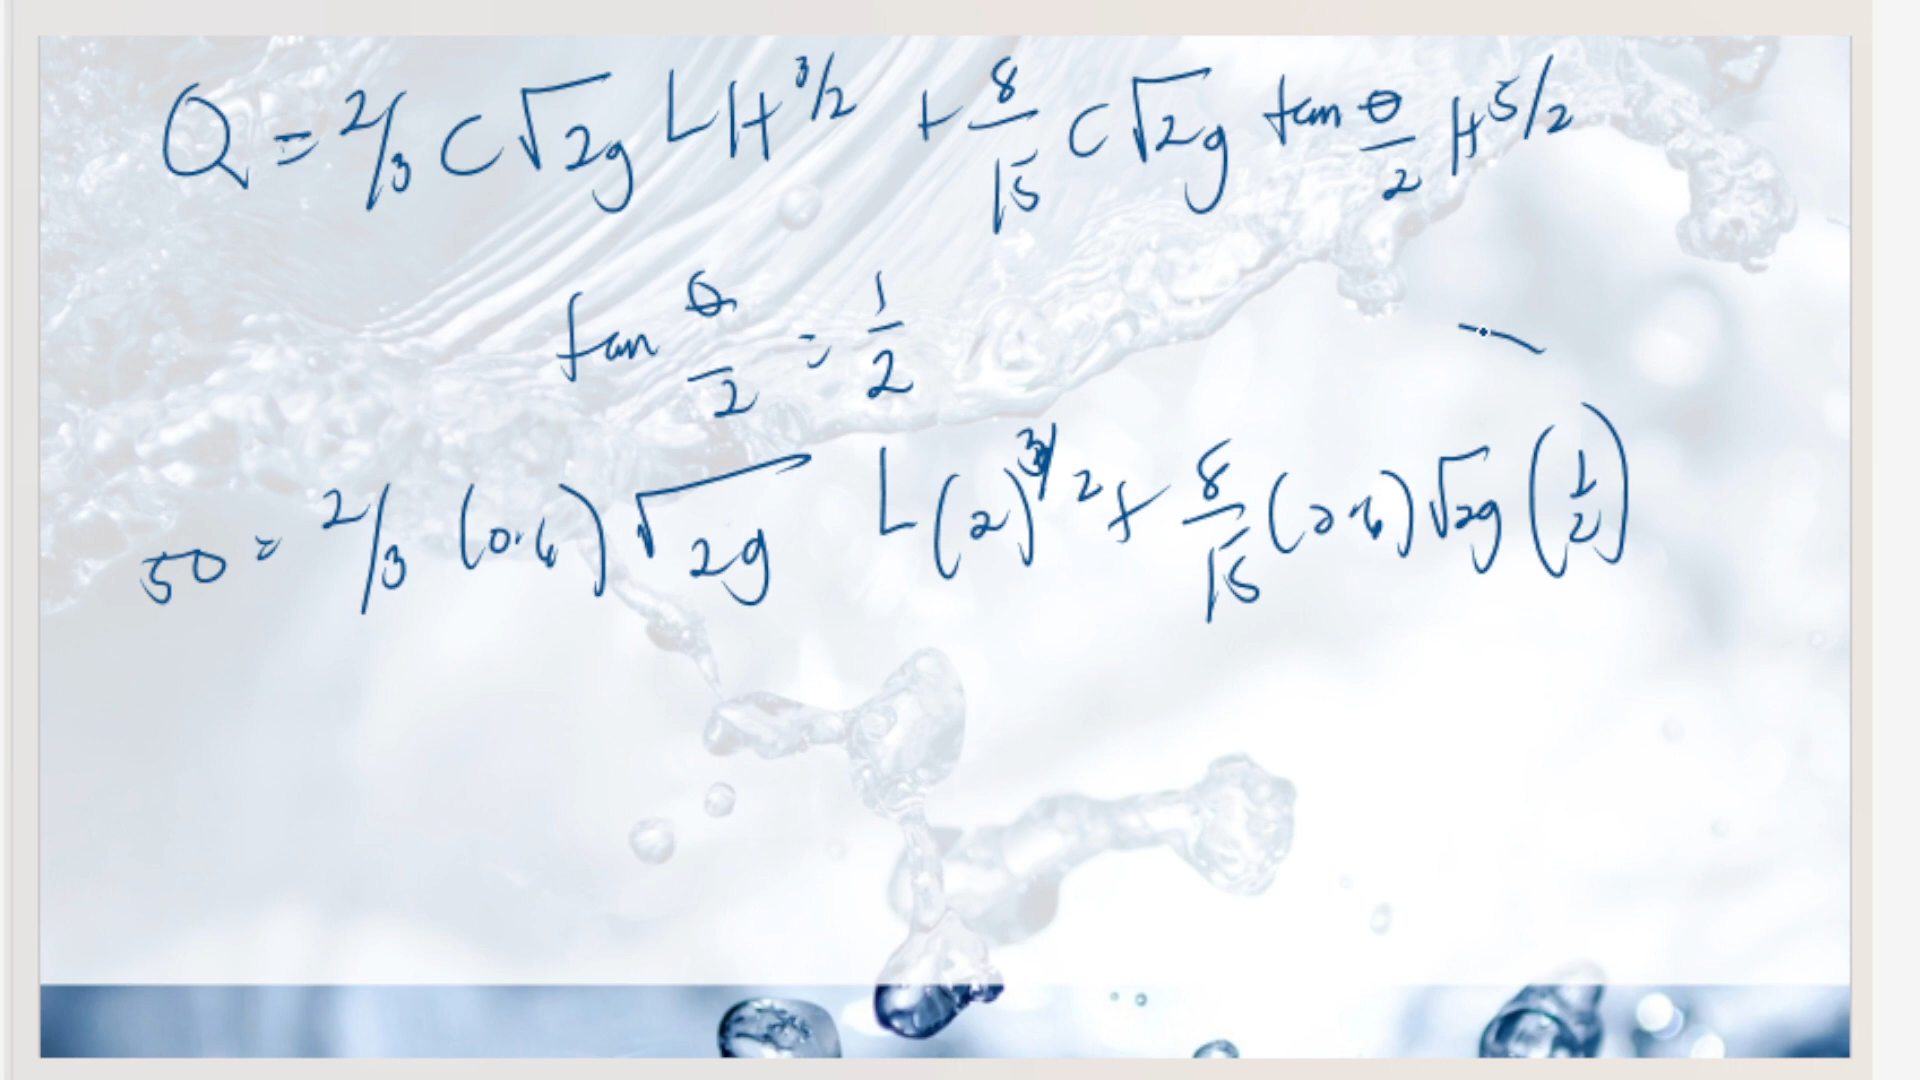 Q = 2/3 C √2g L H^3/2 + 8/15 C √2g tan θ/2 H^5/2
tan θ/2 = 1/2
50 = 2/3 (0.6) √2g L (2)^3/2 + 8/15 (0.6) √2g (1/2)